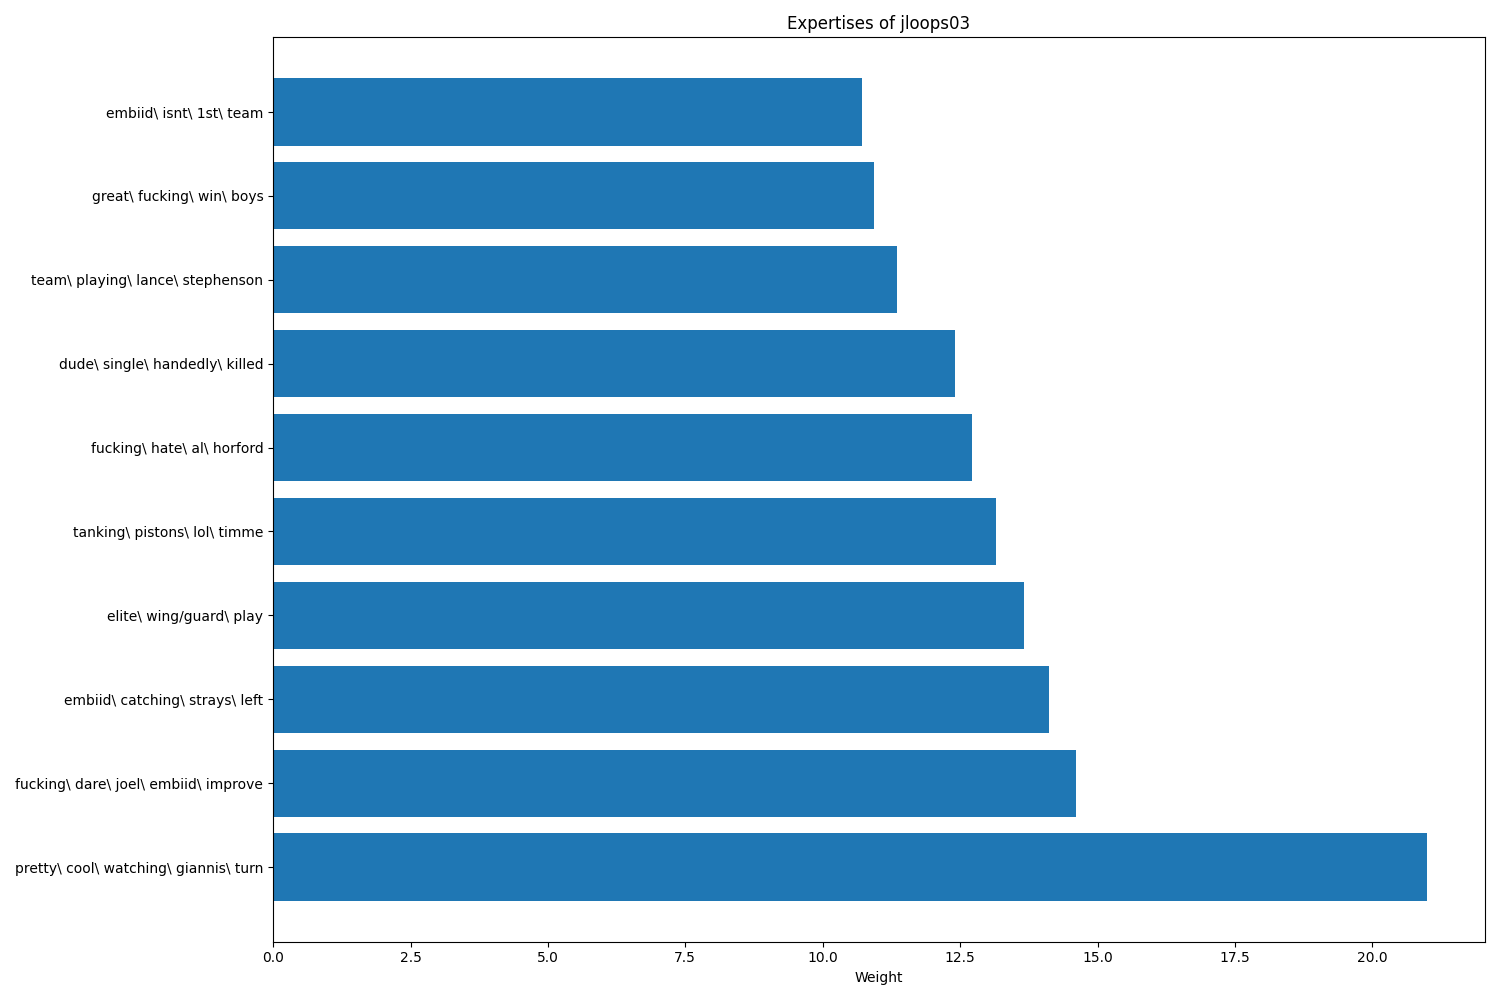 Expertises of jloops03
embiid\ isnt\ 1st\ team
great\ fucking\ win\ boys
team\ playing\ lance\ stephenson
dude\ single\ handedly\ killed
fucking\ hate\ al\ horford
tanking\ pistons\ lol\ timme
elite\ wing/guard\ play
embiid\ catching\ strays\ left
fucking\ dare\ joel\ embiid\ improve
pretty\ cool\ watching\ giannis\ turn
0.0 2.5 5.0 7.5 10.0 12.5 15.0 17.5 20.0
Weight